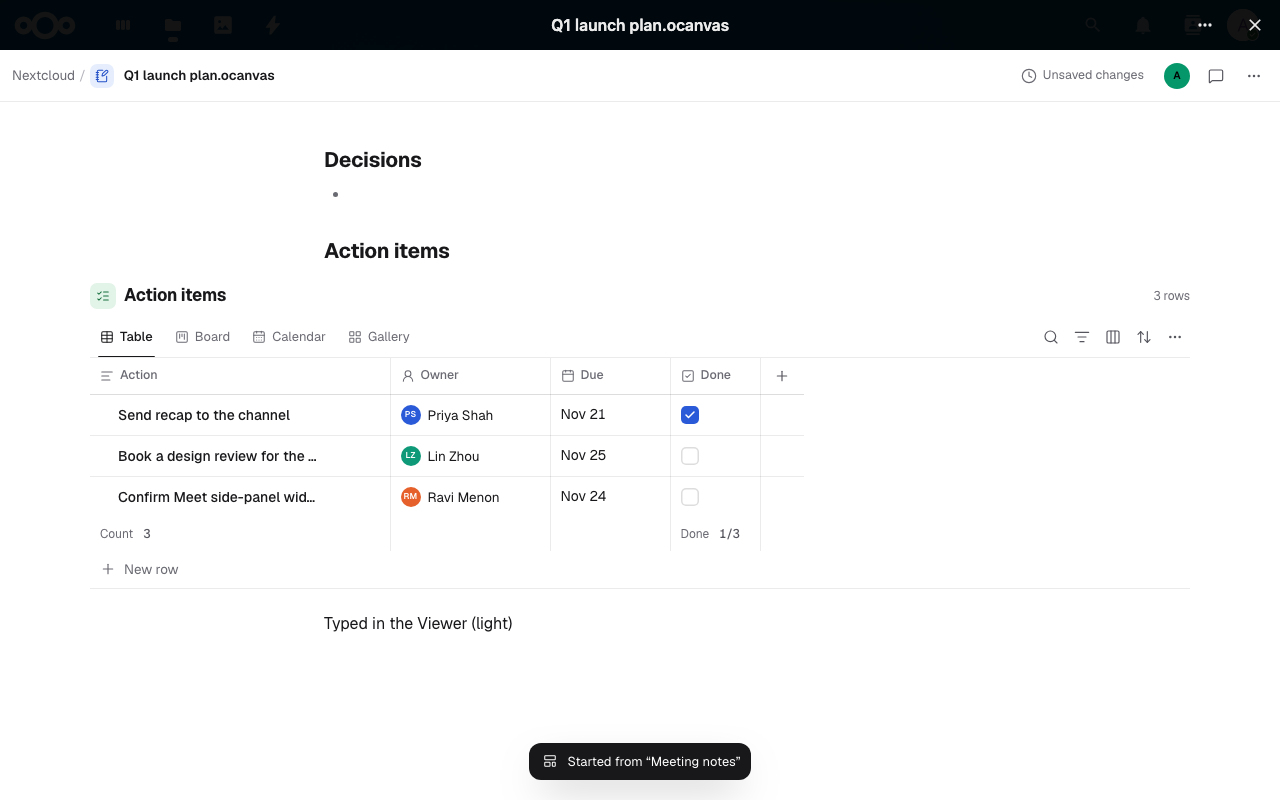 Q1 launch plan.ocanvas
Nextcloud / Q1 launch plan.ocanvas
Unsaved changes
A
Decisions
Action items
Action items
3 rows
Table Board Calendar Gallery
Action Owner Due Done
Send recap to the channel PS Priya Shah Nov 21
Book a design review for the ... LZ Lin Zhou Nov 25
Confirm Meet side-panel wid... RM Ravi Menon Nov 24
Count 3 Done 1/3
New row
Typed in the Viewer (light)
Started from “Meeting notes”